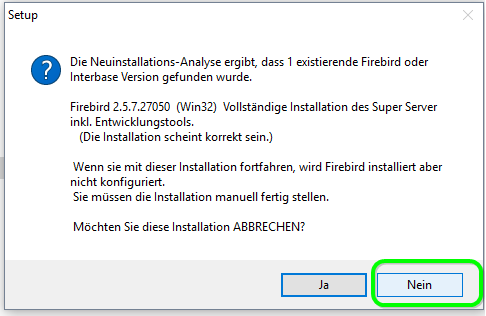 Setup
Die Neuinstallations-Analyse ergibt, dass 1 existierende Firebird oder
Interbase Version gefunden wurde.
Firebird 2.5.7.27050 (Win32) Vollständige Installation des Super Server
inkl. Entwicklungstools.
(Die Installation scheint korrekt sein.)
Wenn sie mit dieser Installation fortfahren, wird Firebird installiert aber
nicht konfiguriert.
Sie müssen die Installation manuell fertig stellen.
Möchten Sie diese Installation ABBRECHEN?
Ja
Nein